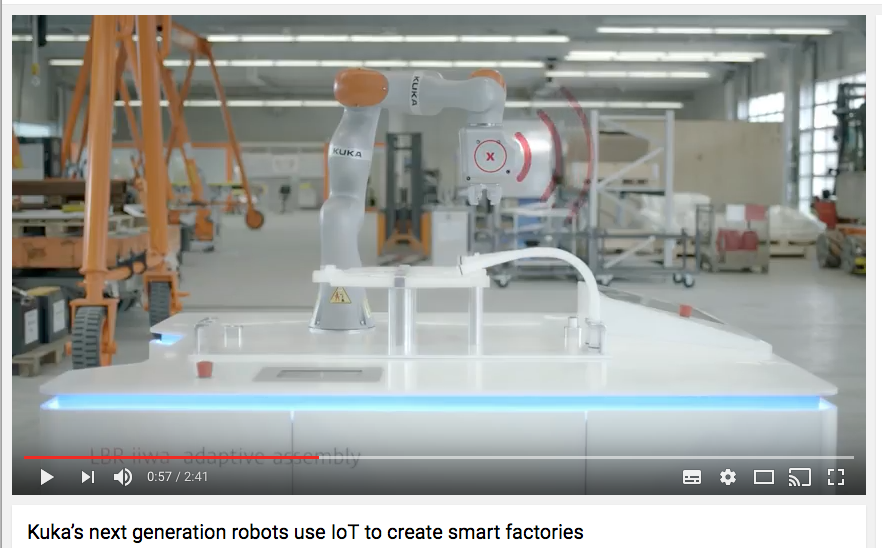 KUKA
KUKA
X
LBR iiwa - adaptive assembly
0:57 / 2:41
Kuka’s next generation robots use IoT to create smart factories